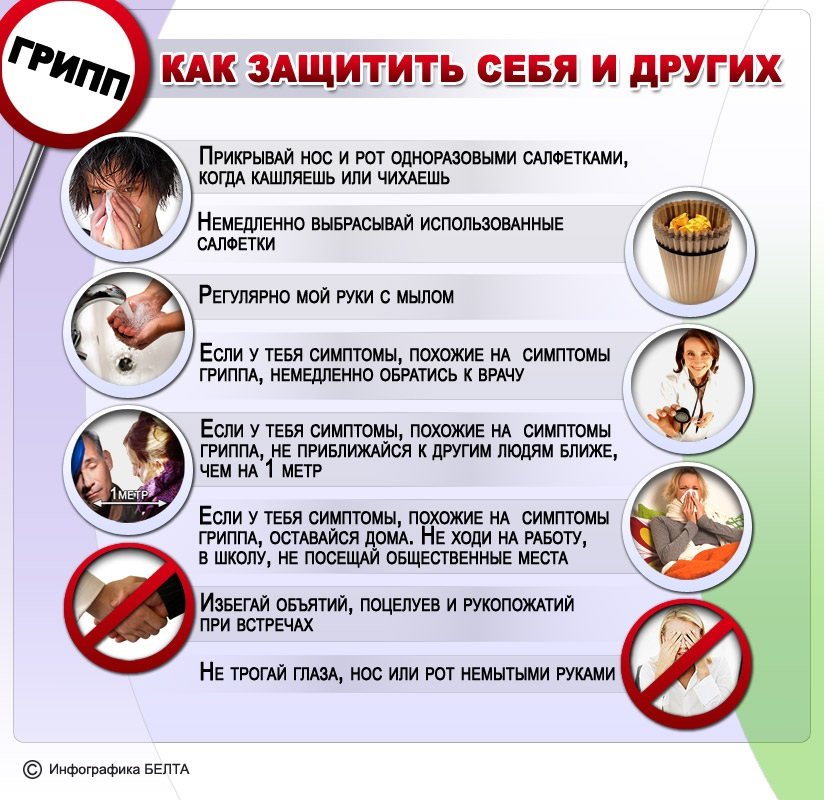 ГРИПП
КАК ЗАЩИТИТЬ СЕБЯ И ДРУГИХ
Прикрывай нос и рот одноразовыми салфетками,
когда кашляешь или чихаешь
Немедленно выбрасывай использованные
салфетки
Регулярно мой руки с мылом
Если у тебя симптомы, похожие на симптомы
гриппа, немедленно обратись к врачу
Если у тебя симптомы, похожие на симптомы
гриппа, не приближайся к другим людям ближе,
чем на 1 метр
1метр
Если у тебя симптомы, похожие на симптомы
гриппа, оставайся дома. Не ходи на работу,
в школу, не посещай общественные места
Избегай объятий, поцелуев и рукопожатий
при встречах
Не трогай глаза, нос или рот немытыми руками
© Инфографика БЕЛТА